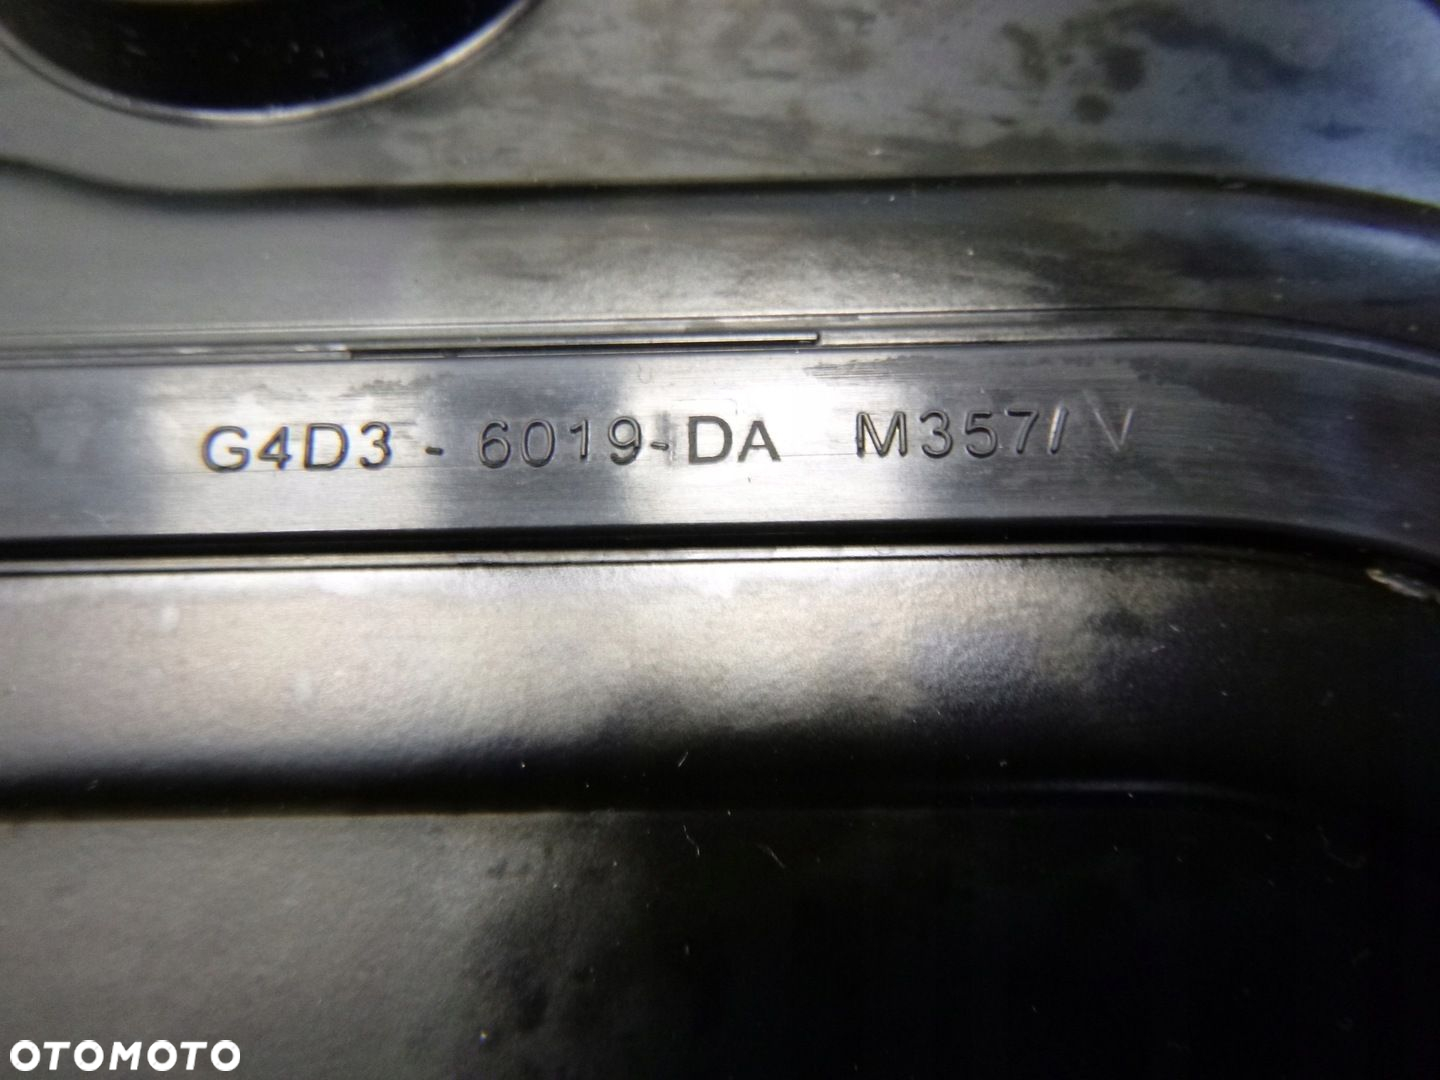 G4D3 - 6019-DA M357/ V
OTOMOTO